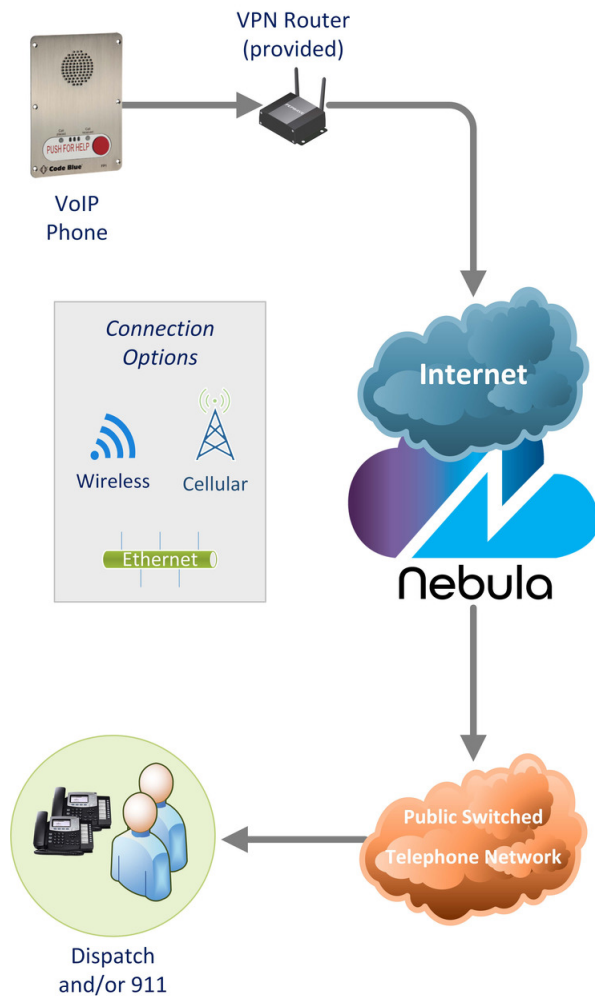 VPN Router
(provided)
PUSH FOR HELP
Code Blue
VoIP
Phone
Connection
Options
Wireless
Cellular
Ethernet
Internet
nebula
Public Switched
Telephone Network
Dispatch
and/or 911